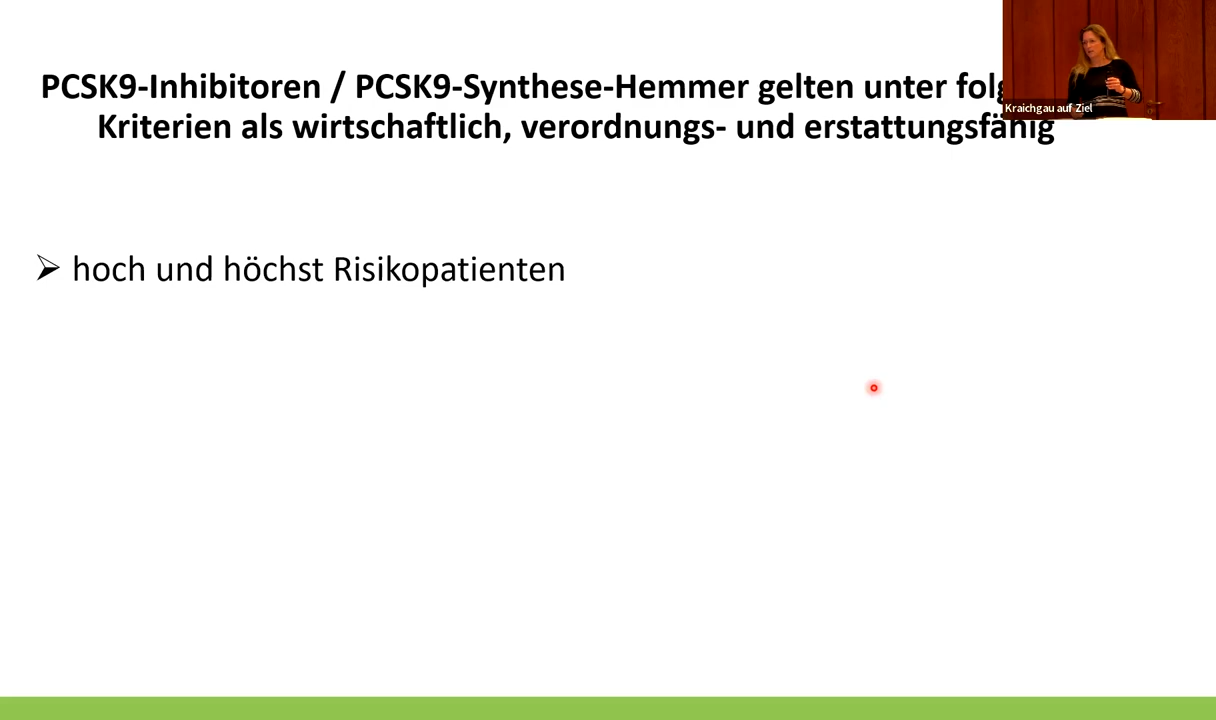 PCSK9-Inhibitoren / PCSK9-Synthese-Hemmer gelten unter
Kriterien als wirtschaftlich, verordnungs- und erstattungsfähig
Kraichgau auf Ziel
➢ hoch und höchst Risikopatienten